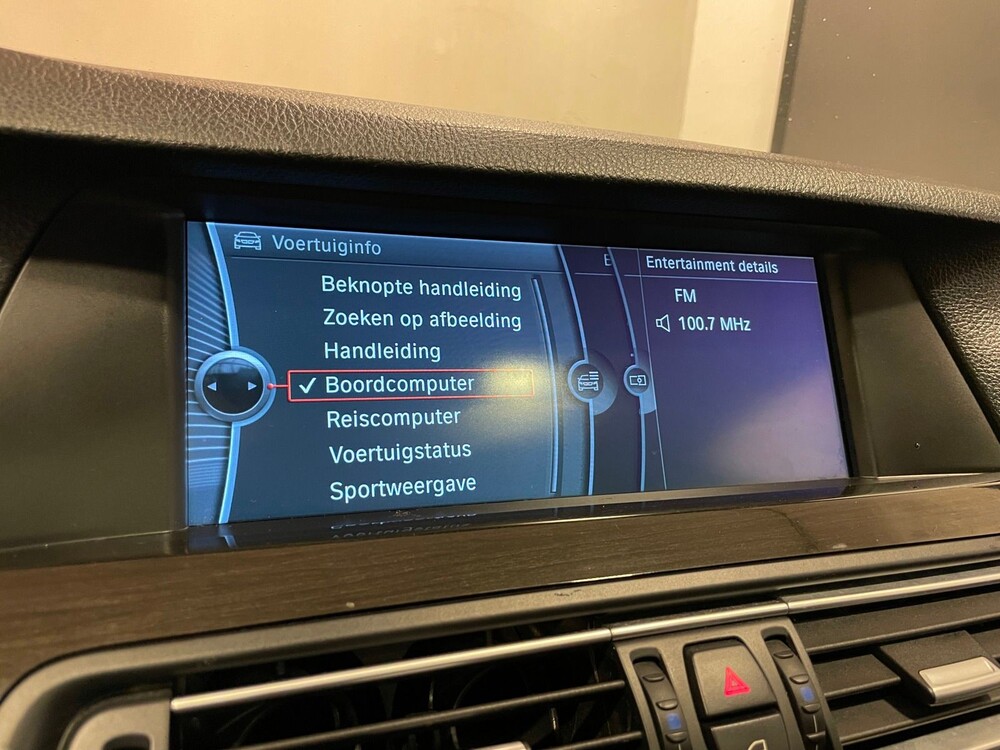 Voertuiginfo
Beknopte handleiding
Zoeken op afbeelding
Handleiding
✓ Boordcomputer
Reiscomputer
Voertuigstatus
Sportweergave
E
Entertainment details
FM
100.7 MHz